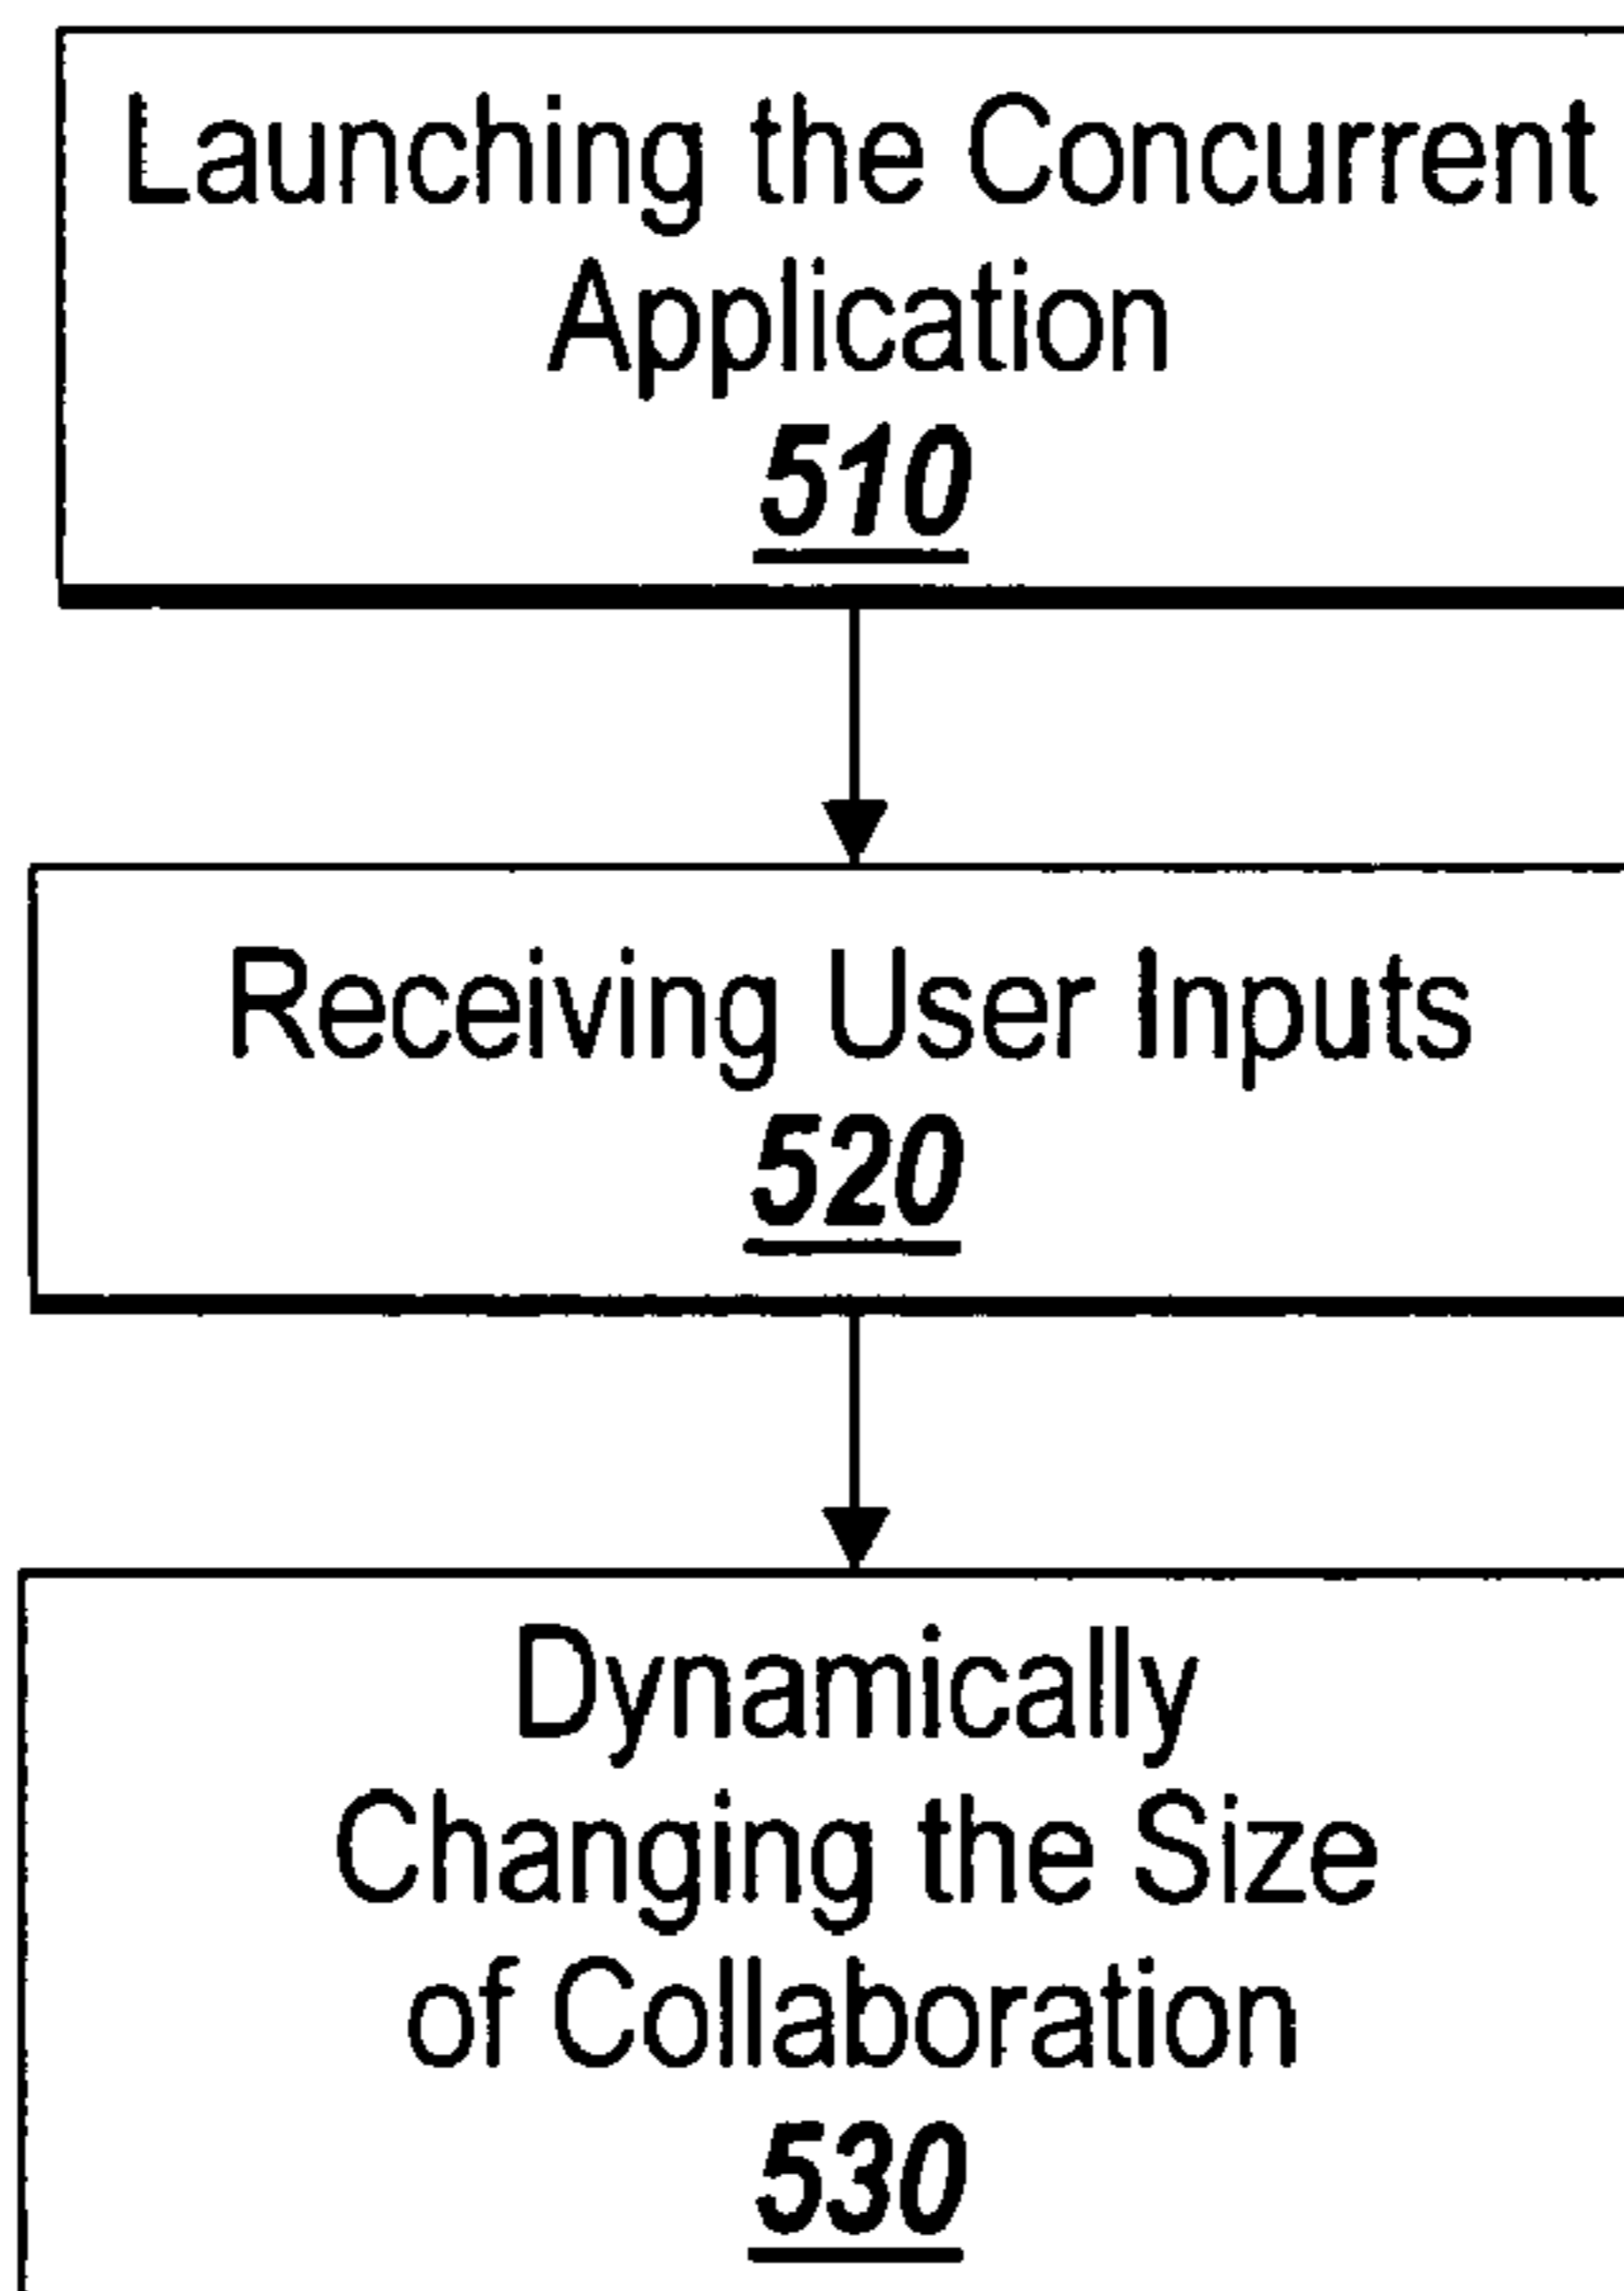 Launching the Concurrent
Application
510
Receiving User Inputs
520
Dynamically
Changing the Size
of Collaboration
530